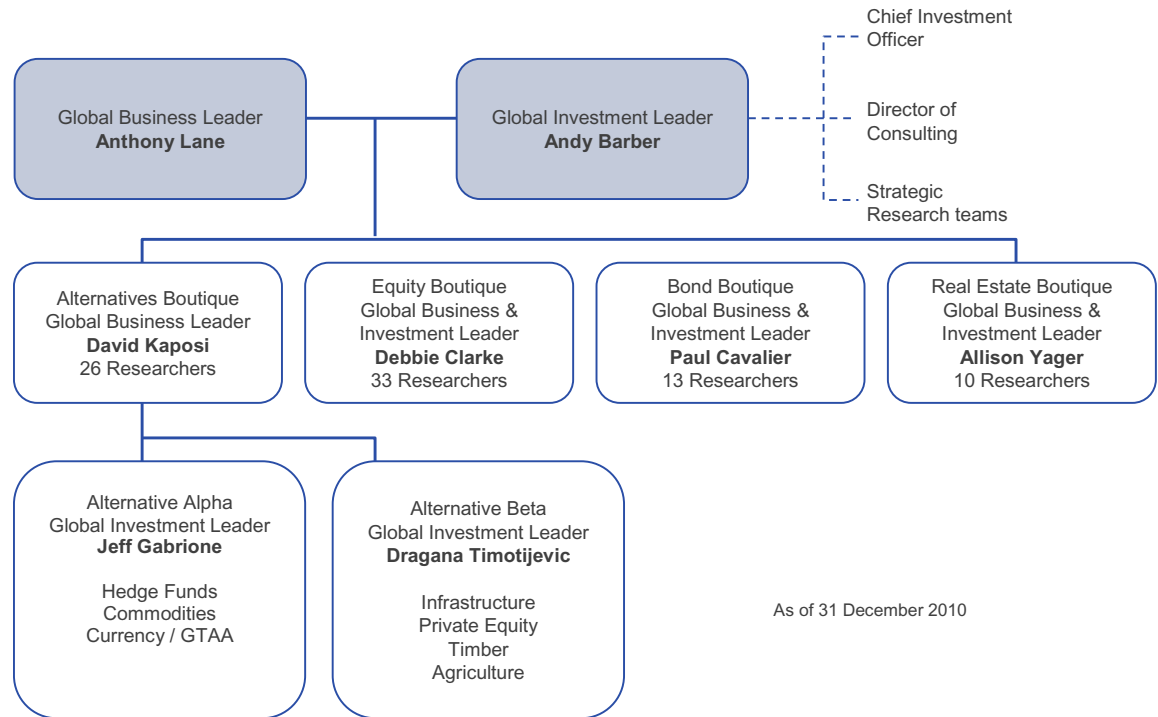 Chief Investment
Officer
Global Business Leader
Anthony Lane
Global Investment Leader
Andy Barber
Director of
Consulting
Strategic
Research teams
Alternatives Boutique
Global Business Leader
David Kaposi
26 Researchers
Equity Boutique
Global Business &
Investment Leader
Debbie Clarke
33 Researchers
Bond Boutique
Global Business &
Investment Leader
Paul Cavalier
13 Researchers
Real Estate Boutique
Global Business &
Investment Leader
Allison Yager
10 Researchers
Alternative Alpha
Global Investment Leader
Jeff Gabrione
Hedge Funds
Commodities
Currency / GTAA
Alternative Beta
Global Investment Leader
Dragana Timotijevic
Infrastructure
Private Equity
Timber
Agriculture
As of 31 December 2010